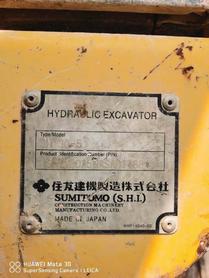 HYDRAULIC EXCAVATOR
Type/Model
Product Identification Number (PIN)
住友建機製造株式会社
SUMITOMO (S.H.I.)
CONSTRUCTION MACHINERY
MANUFACTURING CO.,LTD.
MADE IN JAPAN
HUAWEI Mate 30
SuperSensing Camera | LEICA